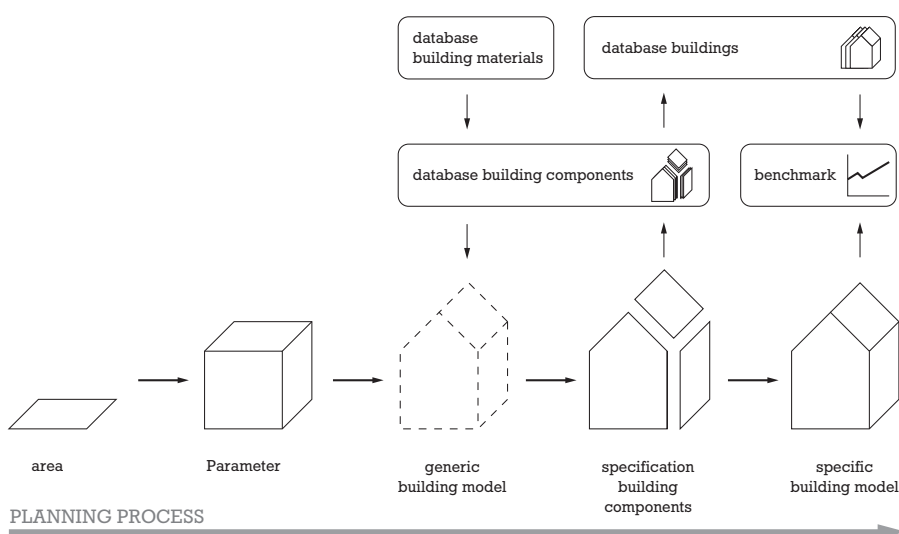 database
building materials
database buildings
database building components
benchmark
area
Parameter
generic
building model
specification
building
components
specific
building model
PLANNING PROCESS